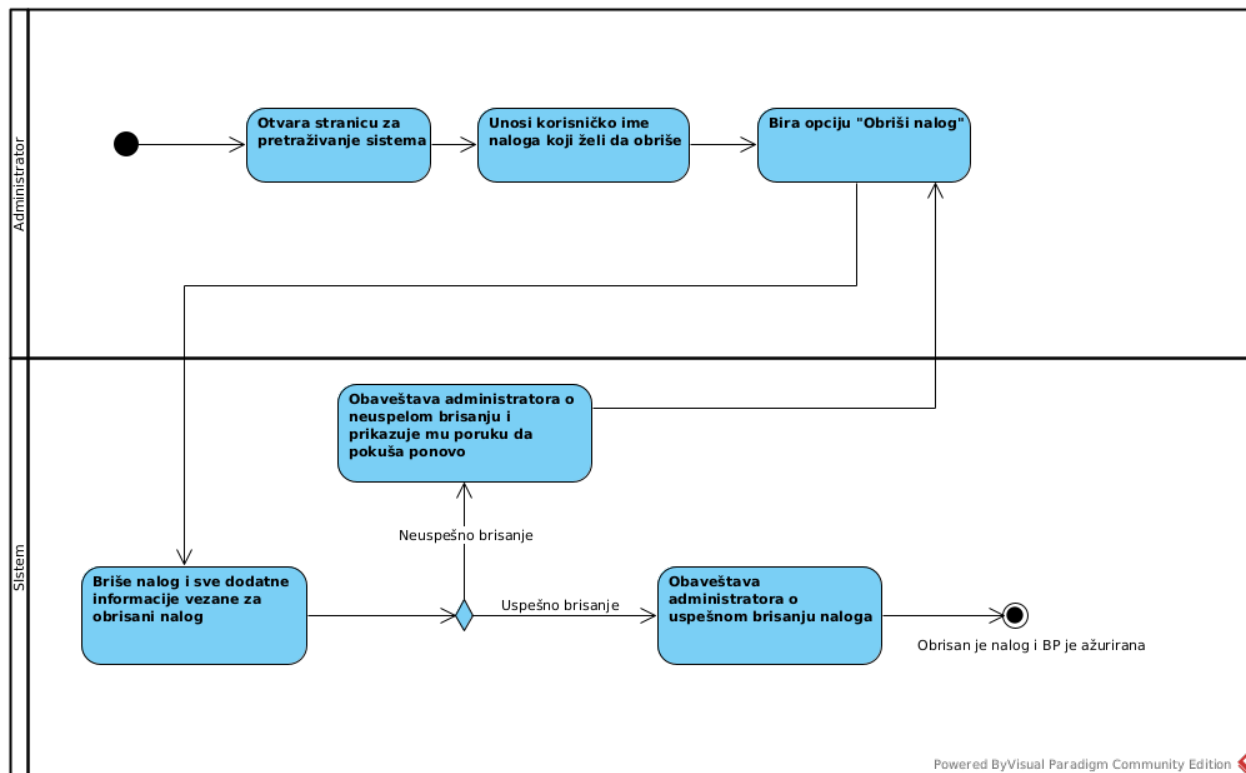 Administrator
Otvara stranicu za
pretraživanje sistema
Unosi korisničko ime
naloga koji želi da obriše
Bira opciju "Obriši nalog"
SIstem
Obaveštava administratora o
neuspelom brisanju i
prikazuje mu poruku da
pokuša ponovo
Neuspešno brisanje
Briše nalog i sve dodatne
informacije vezane za
obrisani nalog
Uspešno brisanje
Obaveštava
administratora o
uspešnom brisanju naloga
Obrisan je nalog i BP je ažurirana
Powered ByVisual Paradigm Community Edition